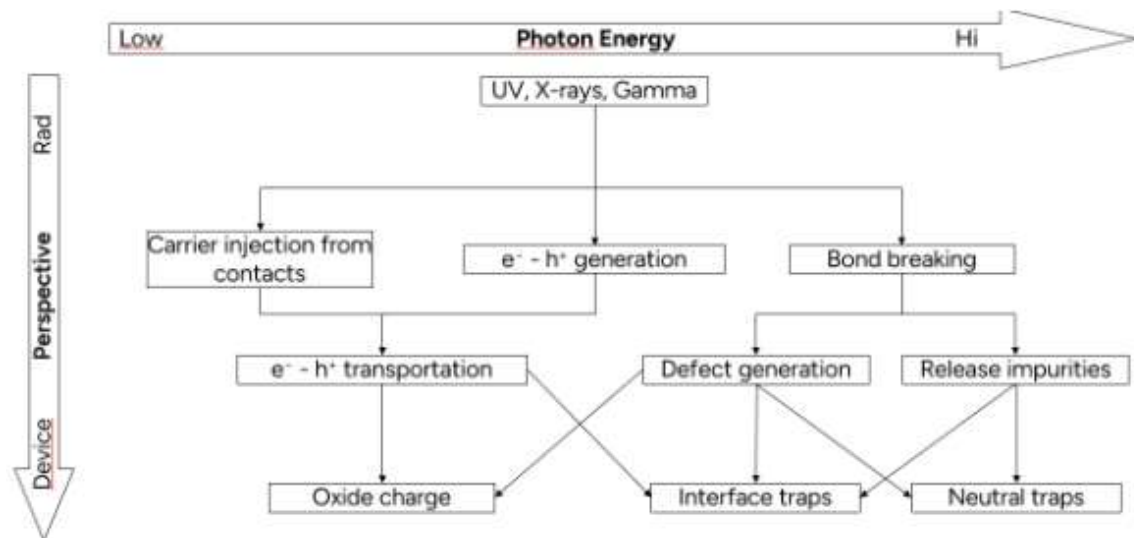 Low Photon Energy Hi
UV, X-rays, Gamma
Rad
Perspective
Device
Carrier injection from
contacts
e⁻ - h⁺ generation
Bond breaking
e⁻ - h⁺ transportation
Defect generation
Release impurities
Oxide charge
Interface traps
Neutral traps